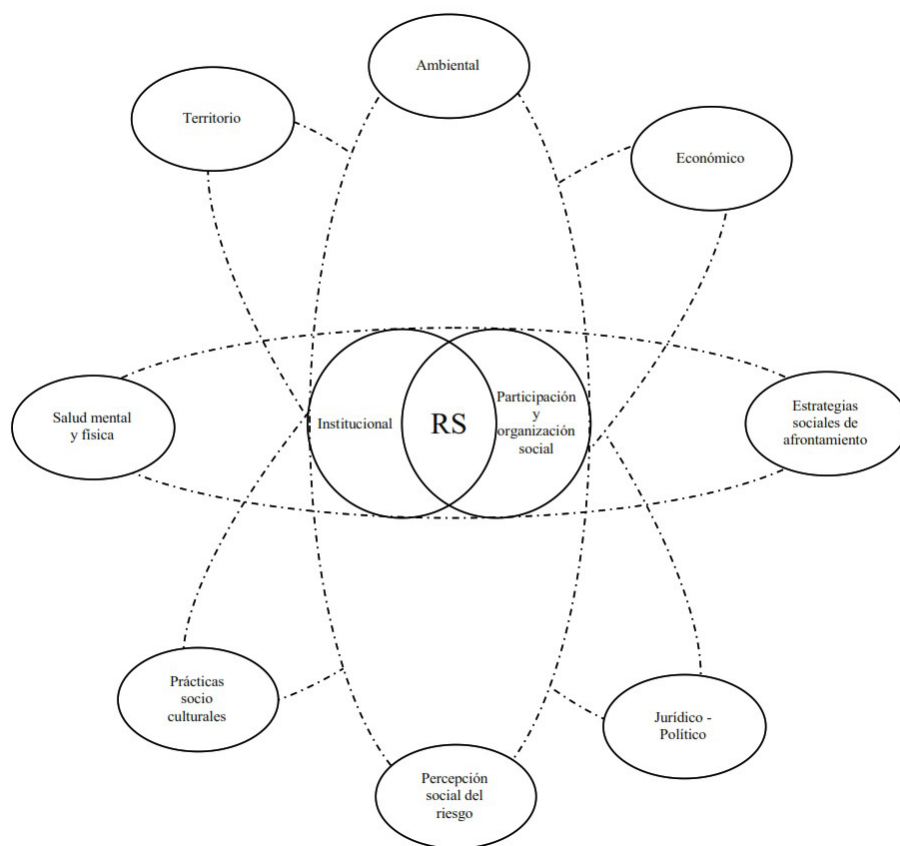 Ambiental
Territorio
Económico
Salud mental
y física
Institucional
RS
Participación
y
organización
social
Estrategias
sociales de
afrontamiento
Prácticas
socio
culturales
Jurídico -
Político
Percepción
social del
riesgo